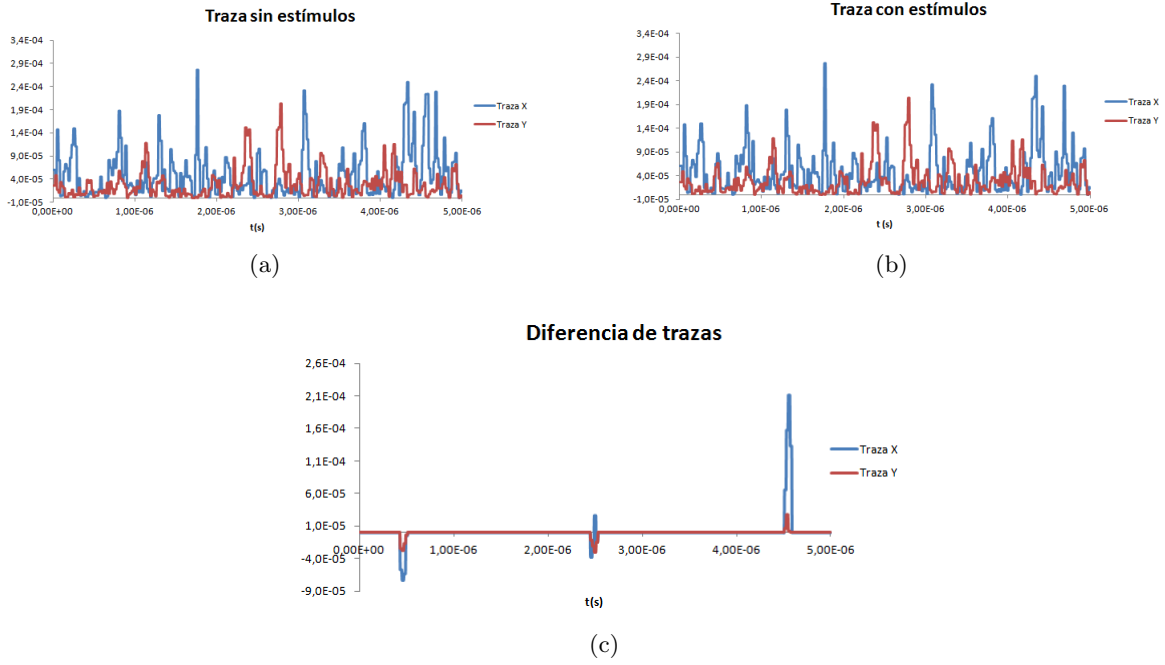 Traza sin estímulos
3,4E-04
2,9E-04
2,4E-04
1,9E-04
1,4E-04
9,0E-05
4,0E-05
-1,0E-05
0,000E+00 1,00E-06 2,00E-06 3,00E-06 4,00E-06 5,00E-06
t(s)
Traza X
Traza Y
(a)
Traza con estímulos
3,4E-04
2,9E-04
2,4E-04
1,9E-04
1,4E-04
9,0E-05
4,0E-05
-1,0E-05
0,000E+00 1,00E-06 2,00E-06 3,00E-06 4,00E-06 5,00E-06
t (s)
Traza X
Traza Y
(b)
Diferencia de trazas
2,6E-04
2,1E-04
1,6E-04
1,1E-04
6,0E-05
1,0E-05
-4,0E-05
-9,0E-05
0,00E+00 1,00E-06 2,00E-06 3,00E-06 4,00E-06 5,00E-06
t(s)
Traza X
Traza Y
(c)